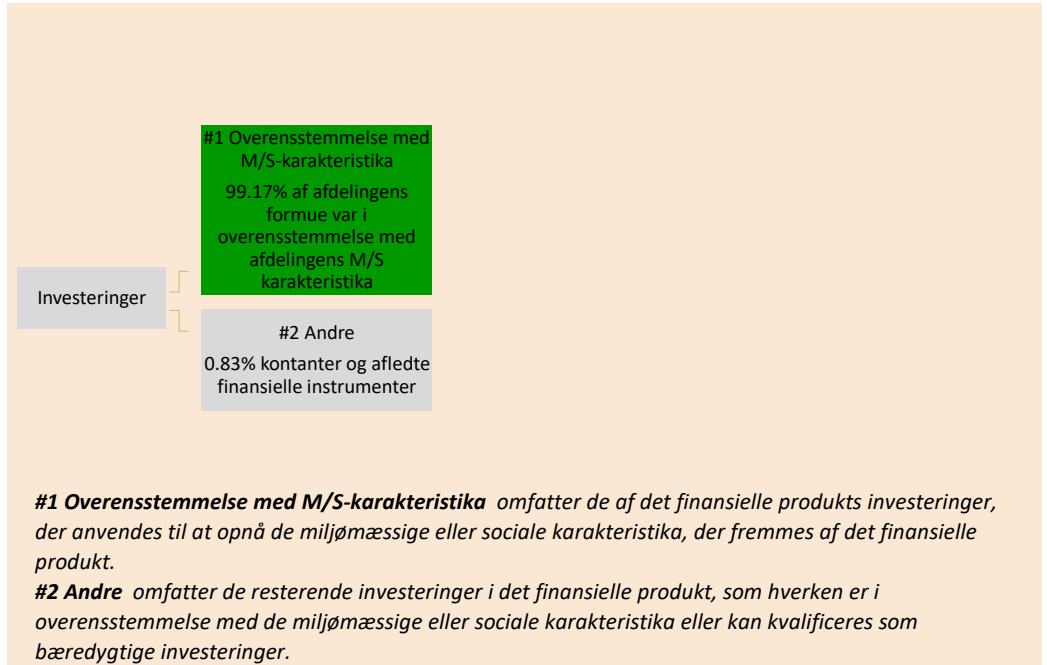 #1 Overensstemmelse med
M/S-karakteristika
99.17% af afdelingens
formue var i
overensstemmelse med
afdelingens M/S
karakteristika
Investeringer
#2 Andre
0.83% kontanter og afledte
finansielle instrumenter
#1 Overensstemmelse med M/S-karakteristika omfatter de af det finansielle produkts investeringer,
der anvendes til at opnå de miljømæssige eller sociale karakteristika, der fremmes af det finansielle
produkt.
#2 Andre omfatter de resterende investeringer i det finansielle produkt, som hverken er i
overensstemmelse med de miljømæssige eller sociale karakteristika eller kan kvalificeres som
bæredygtige investeringer.